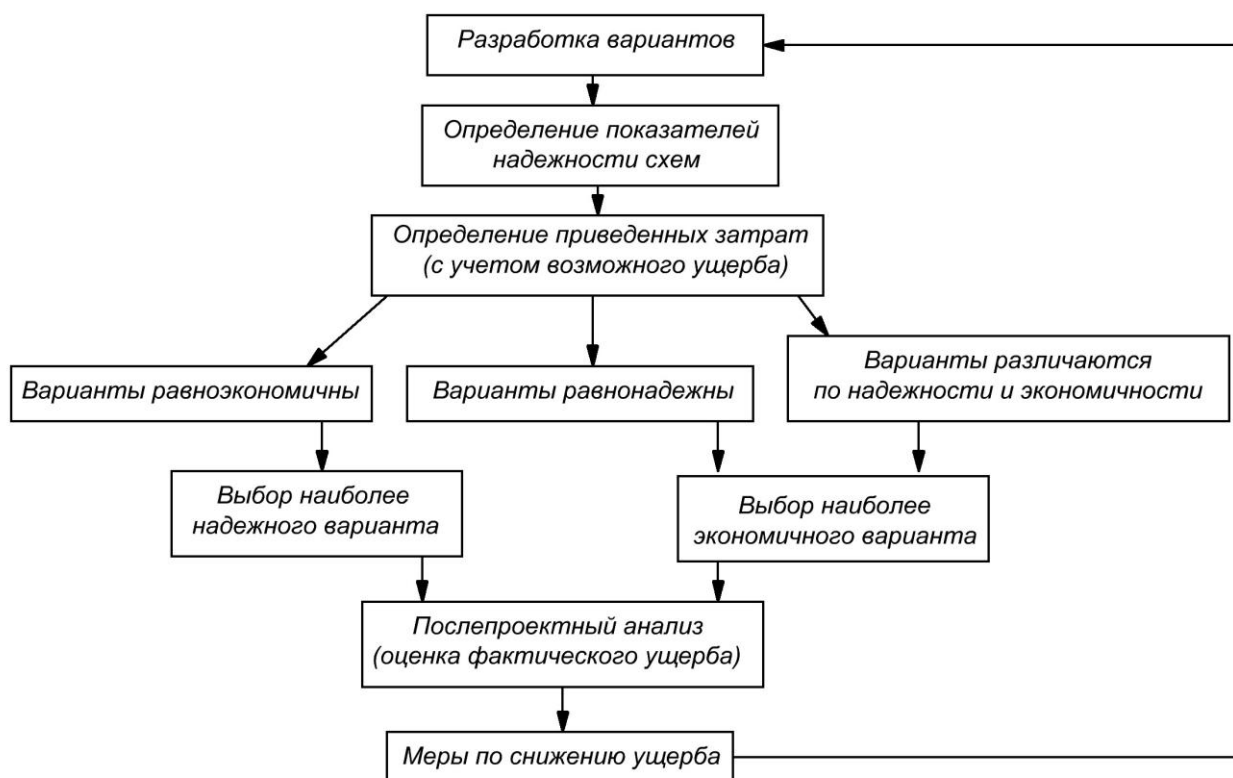 Разработка вариантов
Определение показателей
надежности схем
Определение приведенных затрат
(с учетом возможного ущерба)
Варианты равноэкономичны
Варианты равнонадежны
Варианты различаются
по надежности и экономичности
Выбор наиболее
надежного варианта
Выбор наиболее
экономичного варианта
Послепроектный анализ
(оценка фактического ущерба)
Меры по снижению ущерба